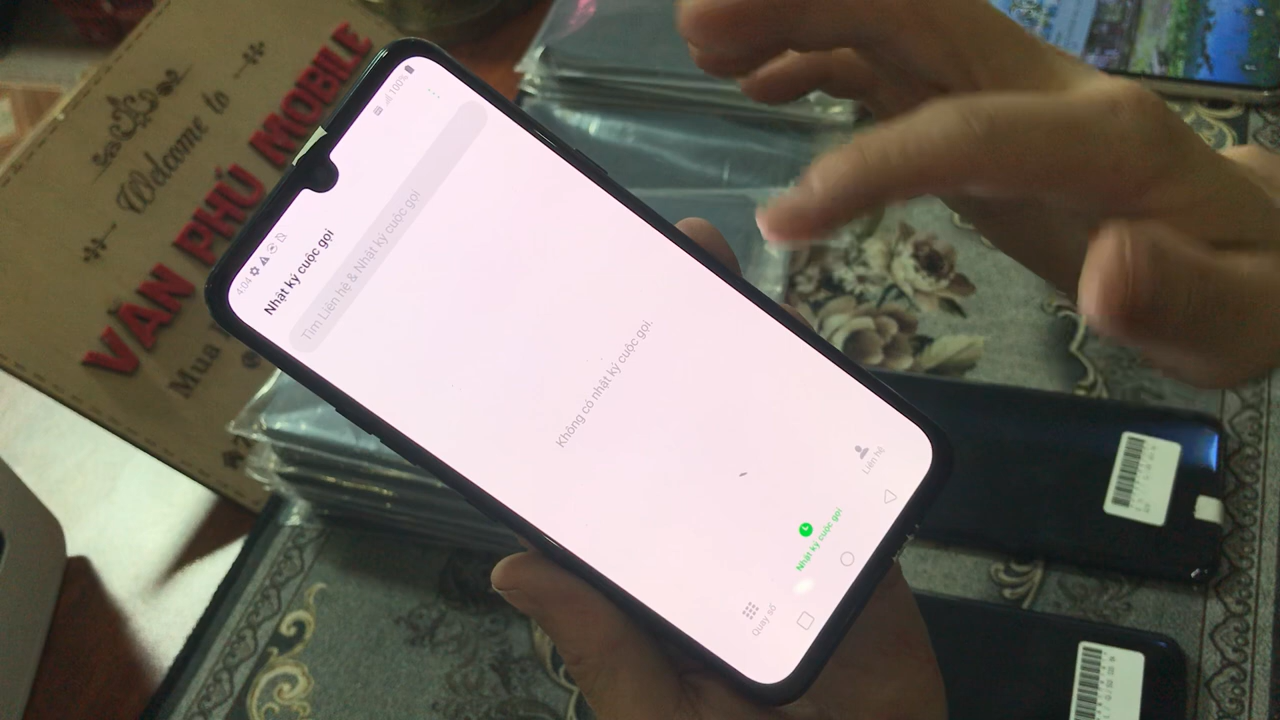 Welcome to
VĂN PHÚ MOBILE
Mua
4:04
100%
Nhật ký cuộc gọi
Tìm Liên hệ & Nhật ký cuộc gọi
Không có nhật ký cuộc gọi.
Quay số
Nhật ký cuộc gọi
Liên hệ